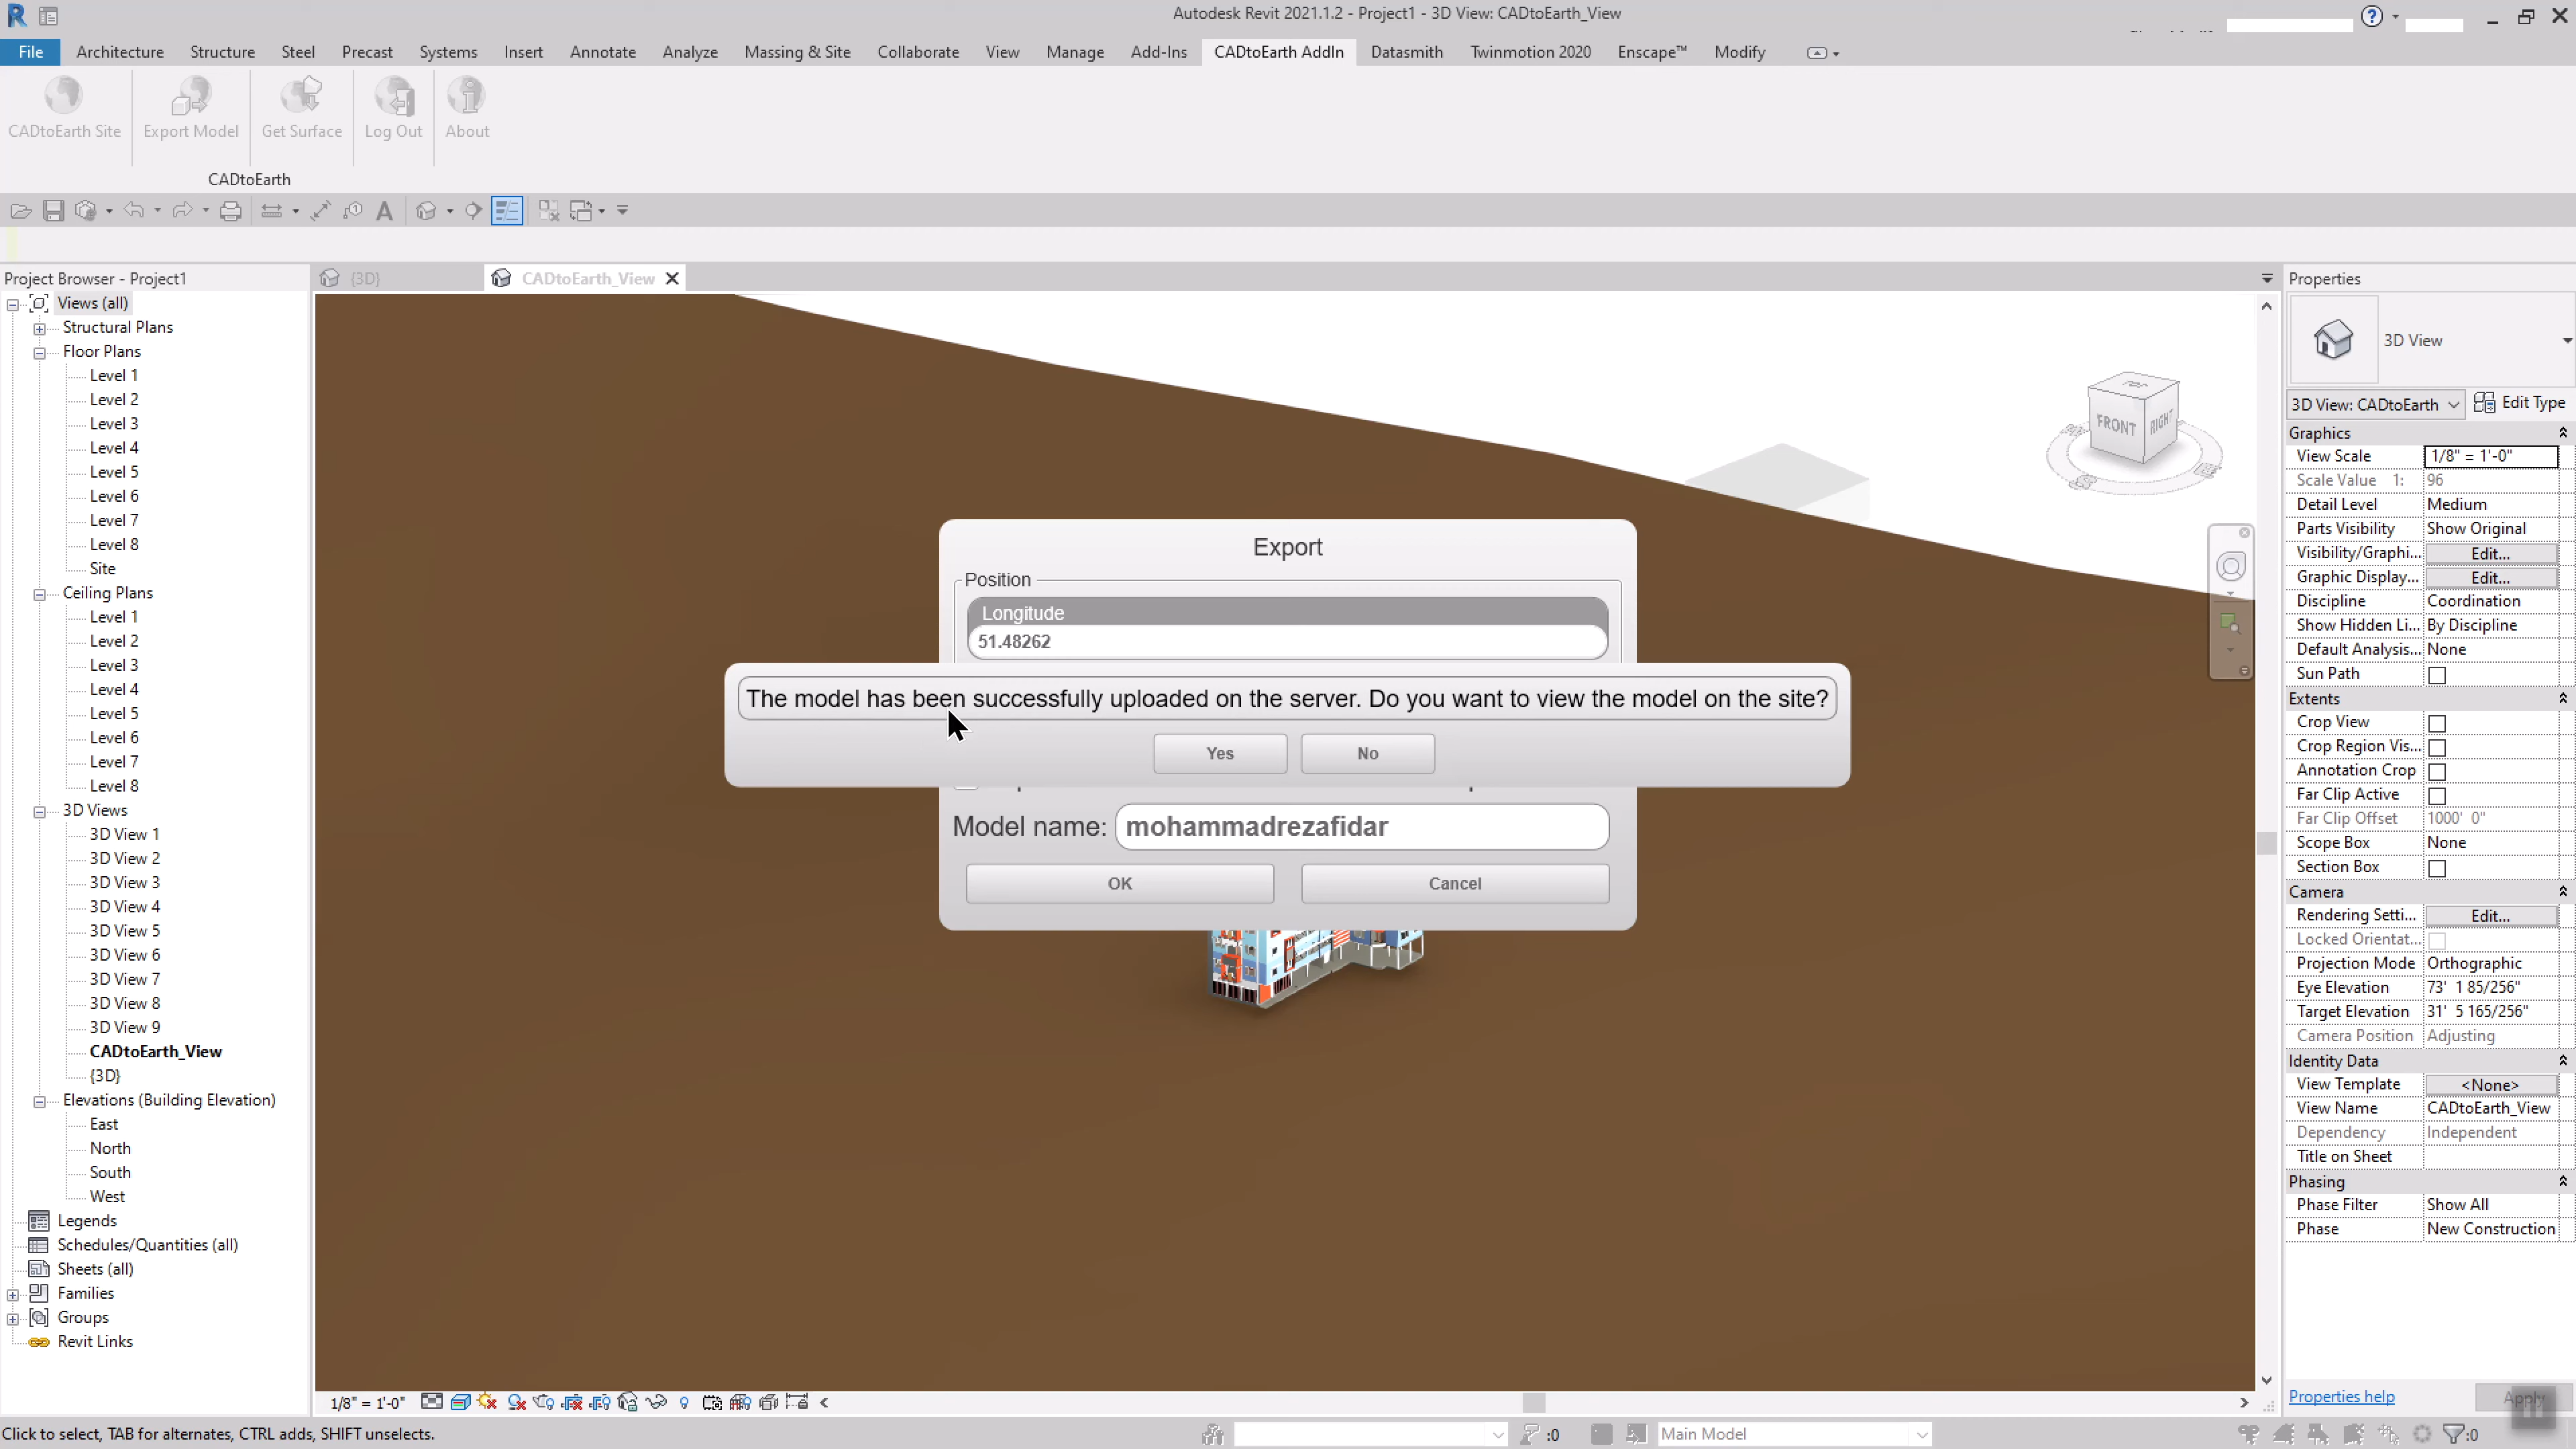 Autodesk Revit 2021.1.2 - Project1 - 3D View: CADtoEarth_View
File Architecture Structure Steel Precast Systems Insert Annotate Analyze Massing & Site Collaborate View Manage Add-Ins CADtoEarth AddIn Datasmith Twinmotion 2020 Enscape™ Modify
CADtoEarth Site Export Model Get Surface Log Out About
CADtoEarth
Project Browser - Project1
{3D} CADtoEarth_View
Properties
Views (all)
Structural Plans
Floor Plans
Level 1
Level 2
Level 3
Level 4
Level 5
Level 6
Level 7
Level 8
Site
Ceiling Plans
Level 1
Level 2
Level 3
Level 4
Level 5
Level 6
Level 7
Level 8
3D Views
3D View 1
3D View 2
3D View 3
3D View 4
3D View 5
3D View 6
3D View 7
3D View 8
3D View 9
CADtoEarth_View
{3D}
Elevations (Building Elevation)
East
North
South
West
Legends
Schedules/Quantities (all)
Sheets (all)
Families
Groups
Revit Links
TOP
FRONT RIGHT
Export
Position
Longitude
51.48262
The model has been successfully uploaded on the server. Do you want to view the model on the site?
Yes No
Model name: mohammadrezafidar
OK Cancel
3D View
3D View: CADtoEarth Edit Type
Graphics
View Scale 1/8" = 1'-0"
Scale Value 1: 96
Detail Level Medium
Parts Visibility Show Original
Visibility/Graphi... Edit...
Graphic Display... Edit...
Discipline Coordination
Show Hidden Li... By Discipline
Default Analysis... None
Sun Path
Extents
Crop View
Crop Region Vis...
Annotation Crop
Far Clip Active
Far Clip Offset 1000' 0"
Scope Box None
Section Box
Camera
Rendering Setti... Edit...
Locked Orientat...
Projection Mode Orthographic
Eye Elevation 73' 1 85/256"
Target Elevation 31' 5 165/256"
Camera Position Adjusting
Identity Data
View Template <None>
View Name CADtoEarth_View
Dependency Independent
Title on Sheet
Phasing
Phase Filter Show All
Phase New Construction
Properties help Apply
1/8" = 1'-0"
Click to select, TAB for alternates, CTRL adds, SHIFT unselects.
:0 Main Model :0